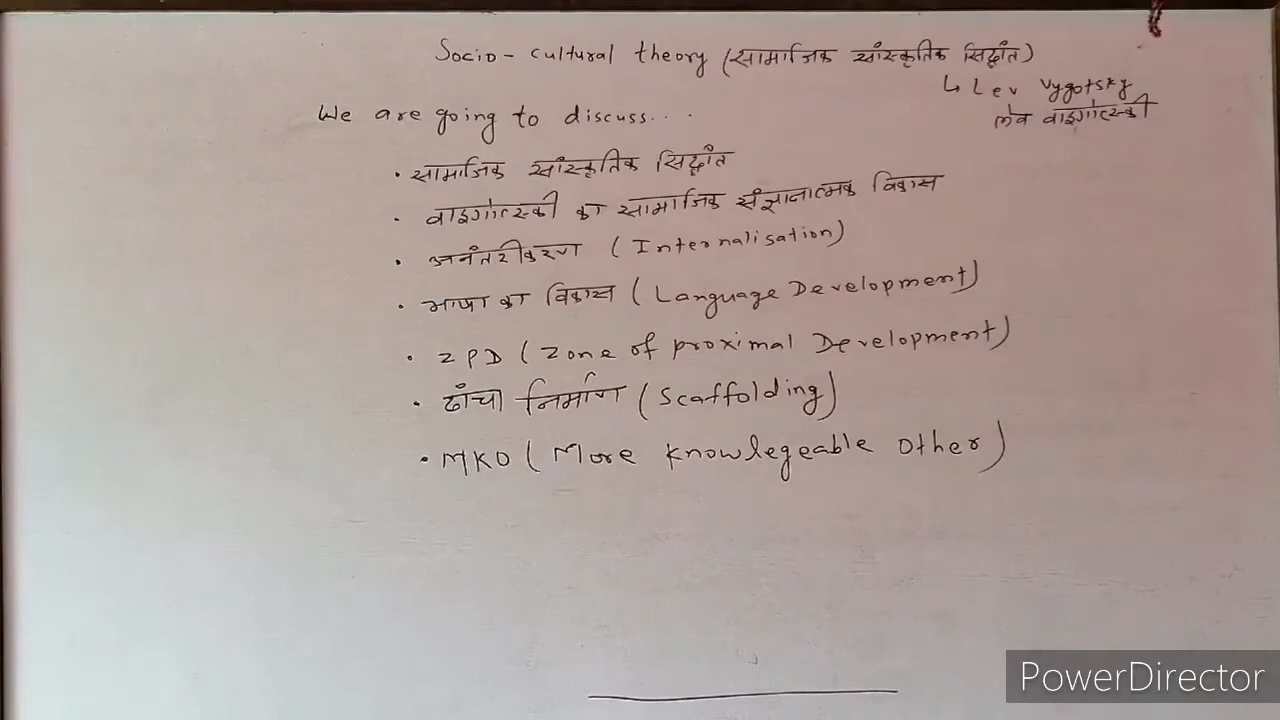 Socio - cultural theory (सामाजिक सांस्कृतिक सिद्धांत)
↳ Lev Vygotsky
लेव वाइगोत्स्की
We are going to discuss....
• सामाजिक सांस्कृतिक सिद्धांत
• वाइगोत्स्की का सामाजिक संज्ञानात्मक विकास
• अनंतरीकरण (Internalisation)
• भाषा का विकास (Language Development)
• ZPD (Zone of proximal Development)
• ढांचा निर्माण (Scaffolding)
• MKO (More Knowlegeable Other)
PowerDirector